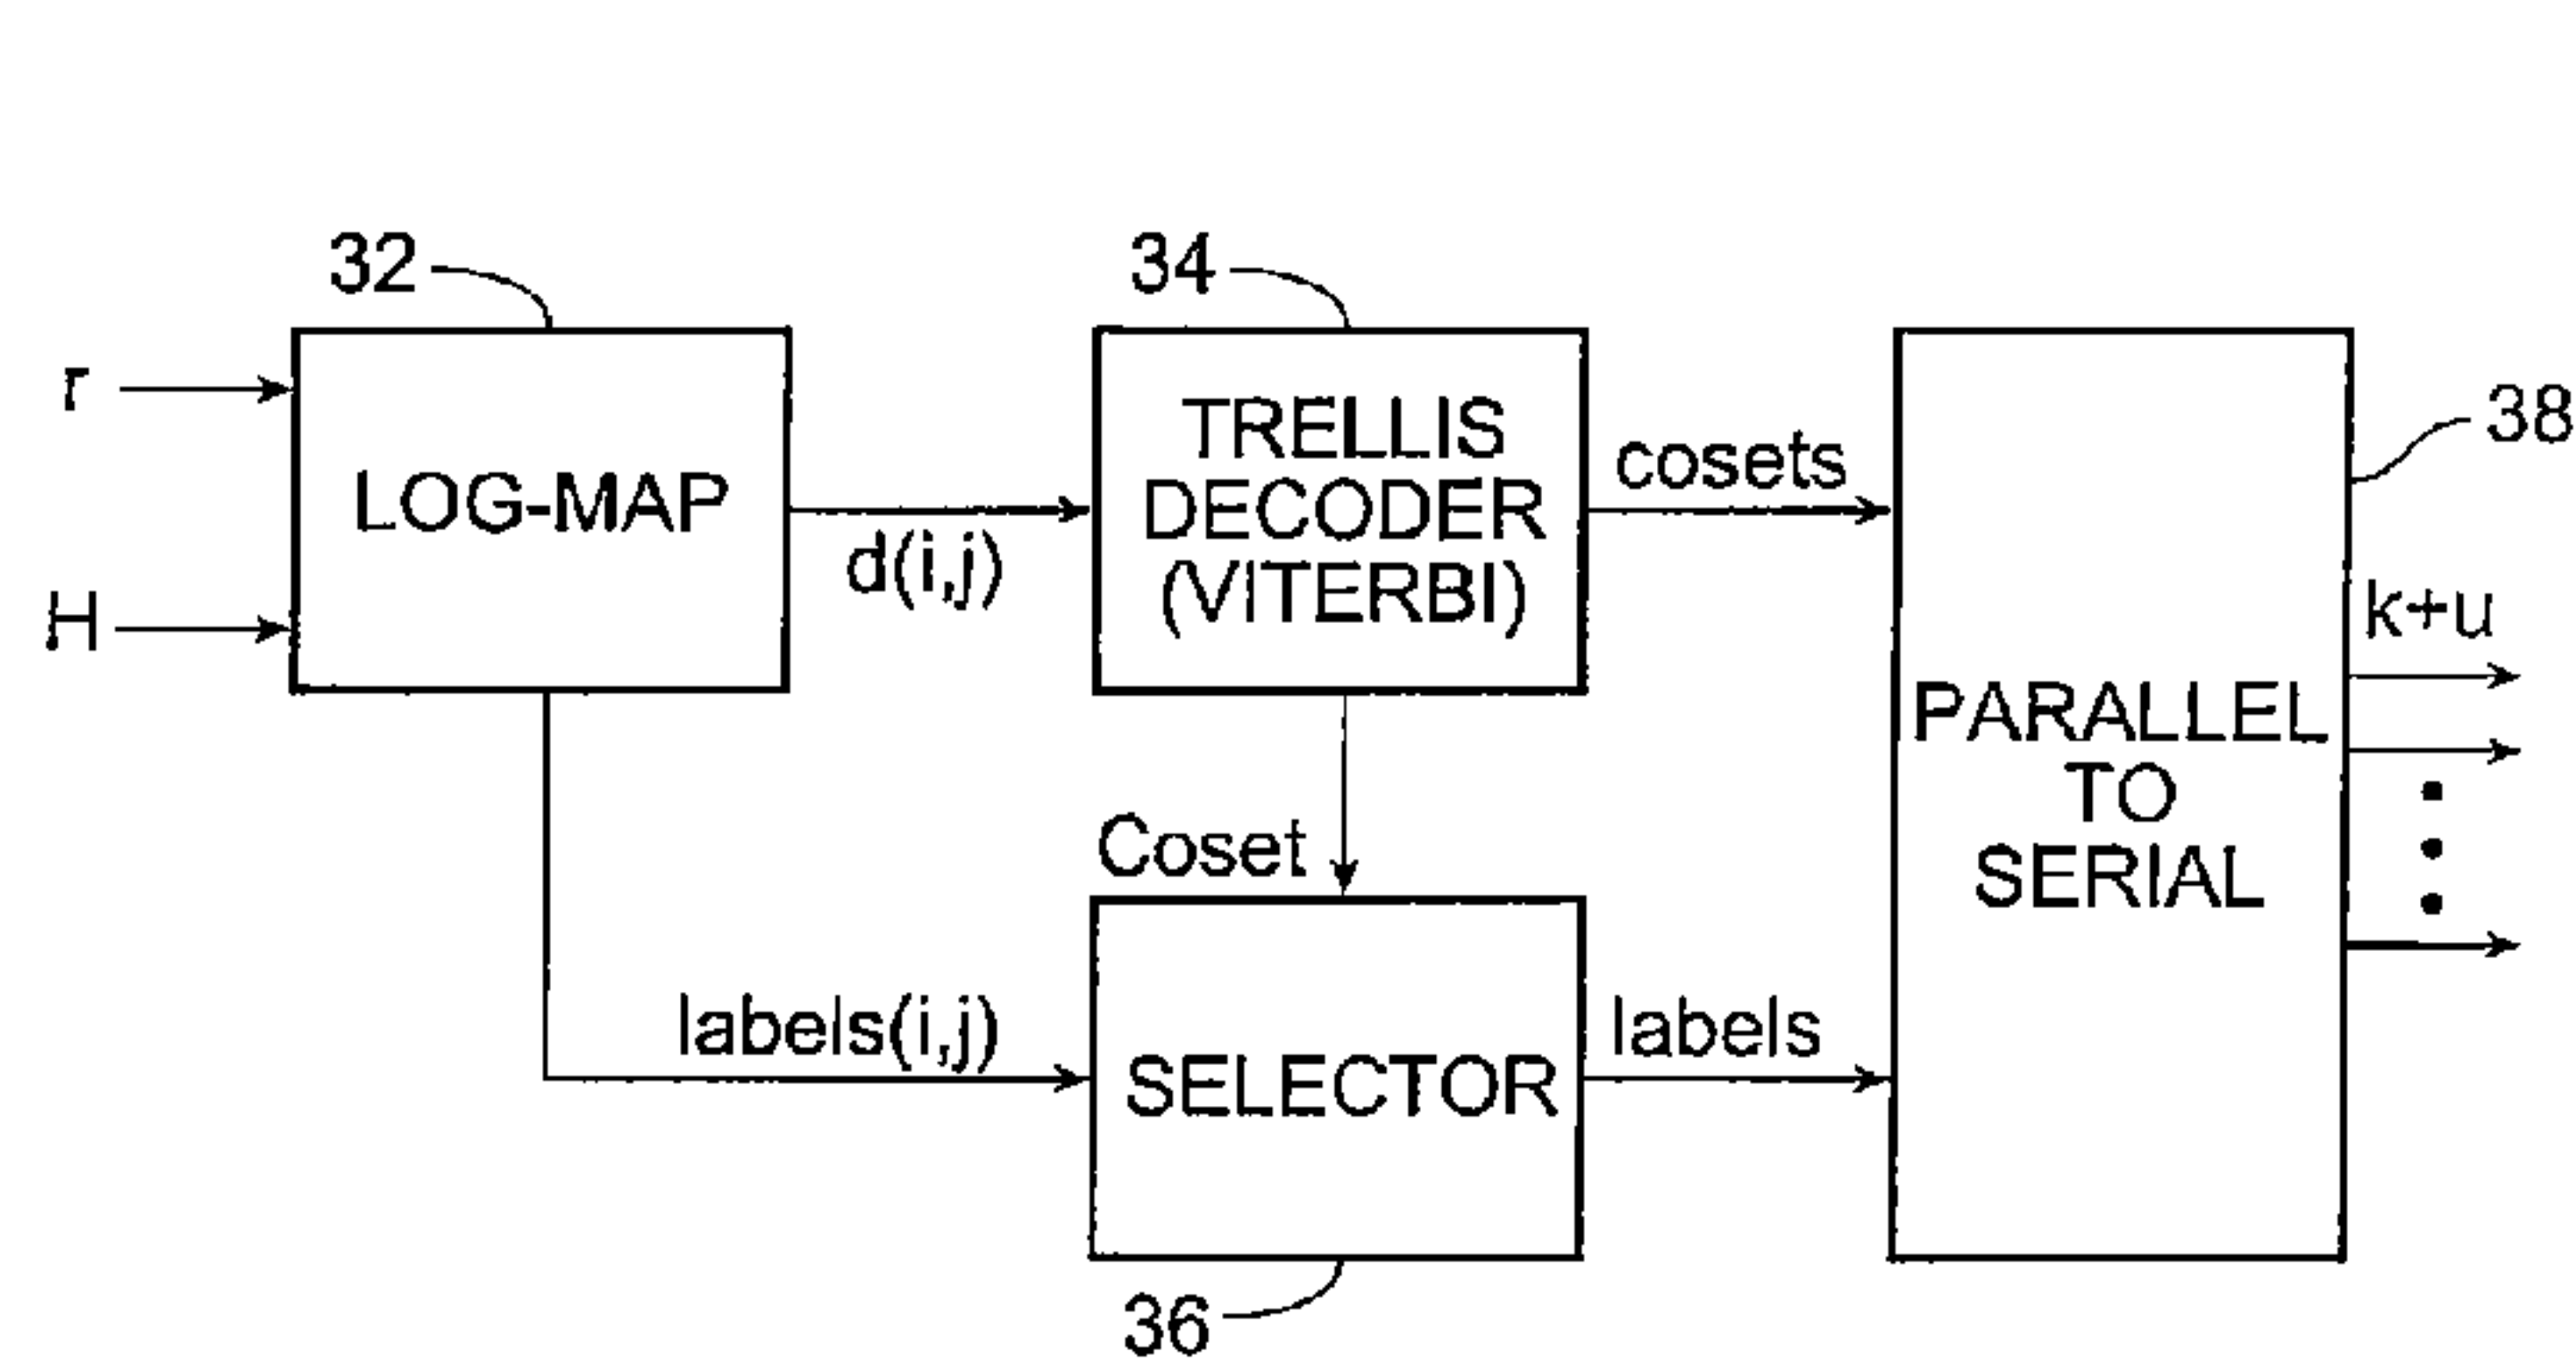 32
34
r
38
TRELLIS
cosets
LOG-MAP
DECODER
d(i,j)
(VITERBI)
H
k+u
PARALLEL
TO
Coset
SERIAL
labels(i,j)
labels
SELECTOR
36